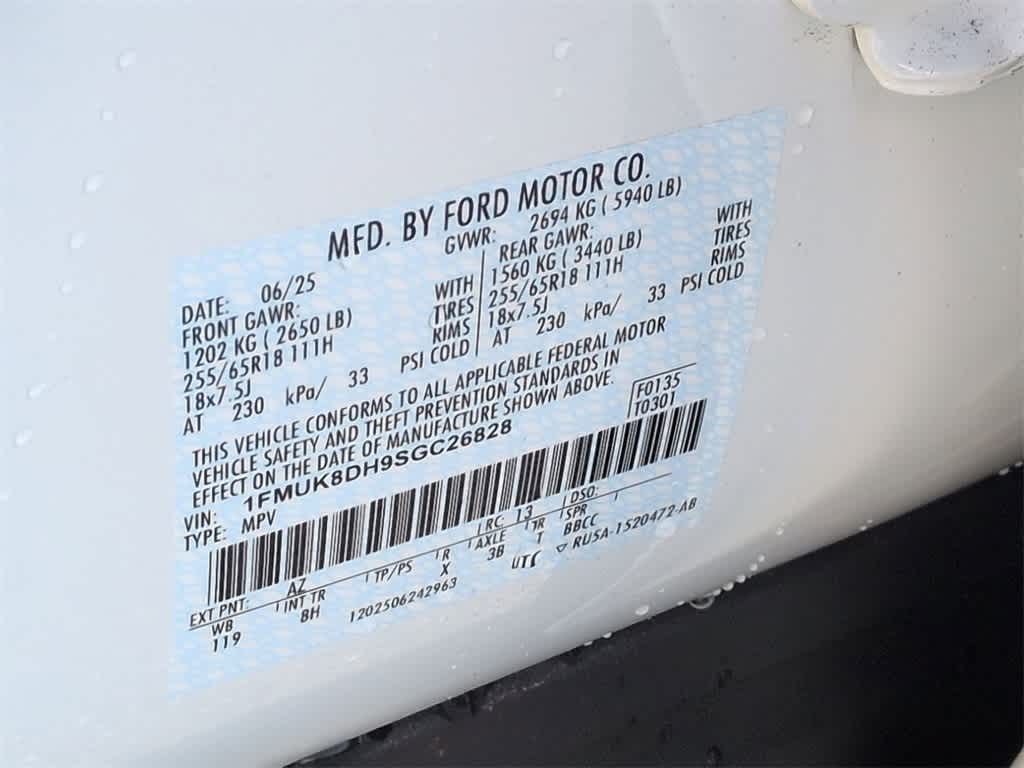 MFD. BY FORD MOTOR CO.
DATE: 06/25 GVWR: 2694 KG ( 5940 LB)
FRONT GAWR: WITH REAR GAWR: WITH
1202 KG ( 2650 LB) TIRES 1560 KG ( 3440 LB) TIRES
255/65R18 111H RIMS 255/65R18 111H RIMS
18x7.5J PSI COLD 18x7.5J PSI COLD
AT 230 kPa/ 33 AT 230 kPa/ 33
THIS VEHICLE CONFORMS TO ALL APPLICABLE FEDERAL MOTOR
VEHICLE SAFETY AND THEFT PREVENTION STANDARDS IN
EFFECT ON THE DATE OF MANUFACTURE SHOWN ABOVE.
VIN: 1FMUK8DH9SGC26828 F0135
TYPE: MPV T0301
EXT PNT: AZ RC: 13 DSO:
WB INT TR TP/PS R AXLE TR SPR
119 8H X 3B T BBCC
1202506242963 UTC ▽ RU5A-1520472-AB